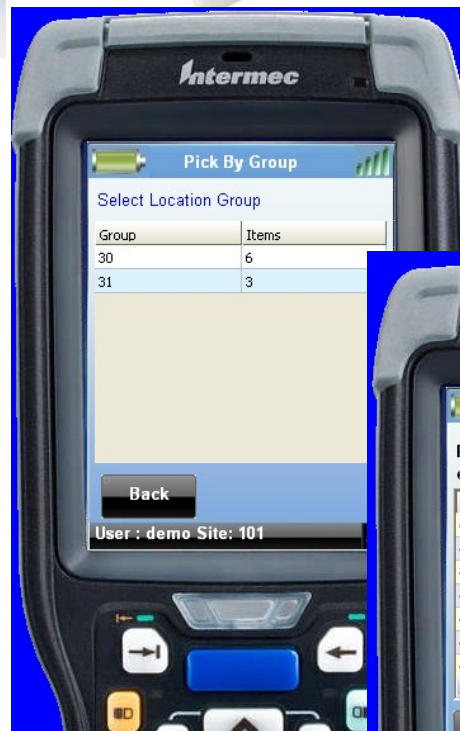 Intermec
Pick By Group
Select Location Group
Group Items
30 6
31 3
Back
User : demo Site: 101